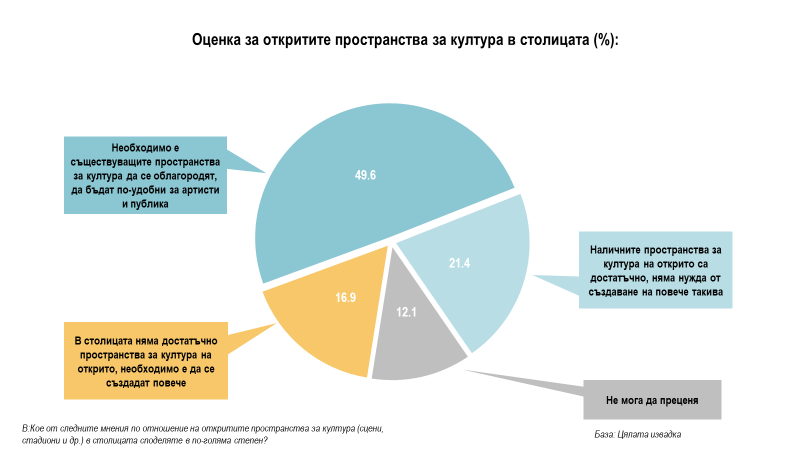 Оценка за откритите пространства за култура в столицата (%):
Необходимо е
съществуващите пространства
за култура да се облагородят,
да бъдат по-удобни за артисти
и публика
49.6
21.4
16.9
12.1
Наличните пространства за
култура на открито са
достатъчно, няма нужда от
създаване на повече такива
В столицата няма достатъчно
пространства за култура на
открито, необходимо е да се
създадат повече
Не мога да преценя
В:Кое от следните мнения по отношение на откритите пространства за култура (сцени,
стадиони и др.) в столицата споделяте в по-голяма степен?
База: Цялата извадка